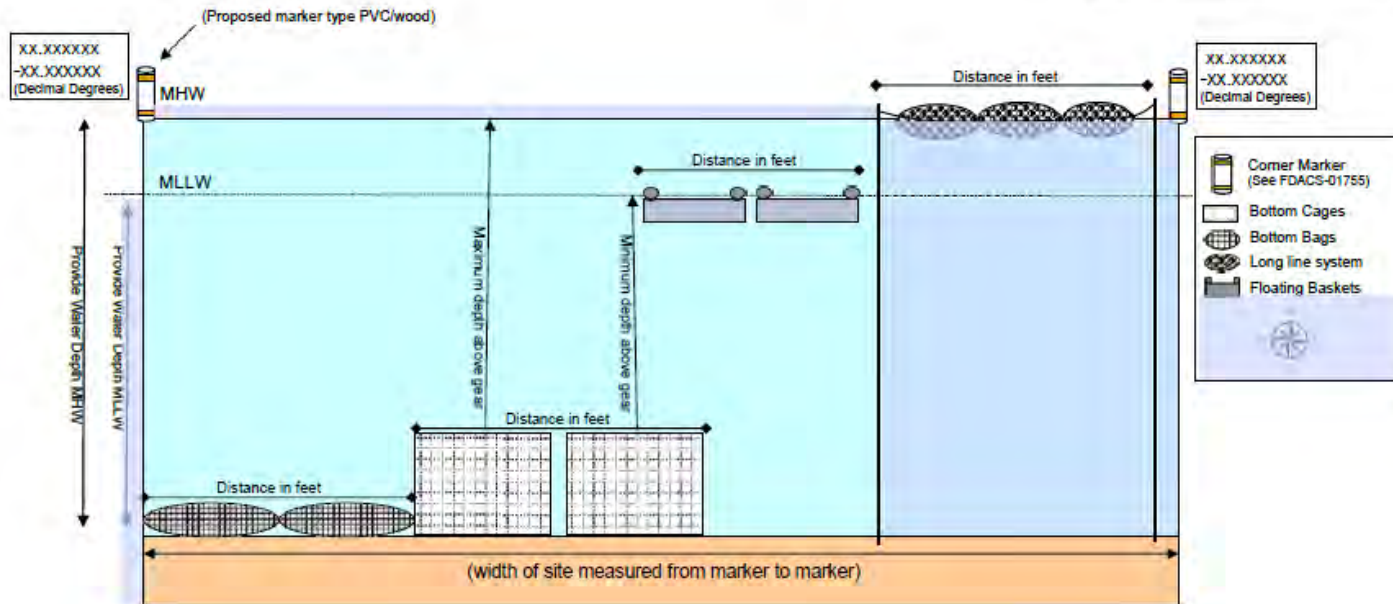 (Proposed marker type PVC/wood)
XX.XXXXXX
-XX.XXXXXX
(Decimal Degrees)
MHW
Distance in feet
XX.XXXXXX
-XX.XXXXXX
(Decimal Degrees)
MLLW
Distance in feet
Corner Marker
(See FDACS-01755)
Bottom Cages
Bottom Bags
Long line system
Floating Baskets
Provide Water Depth MHW
Provide Water Depth MLLW
Maximum depth above gear
Minimum depth above gear
Distance in feet
Distance in feet
(width of site measured from marker to marker)